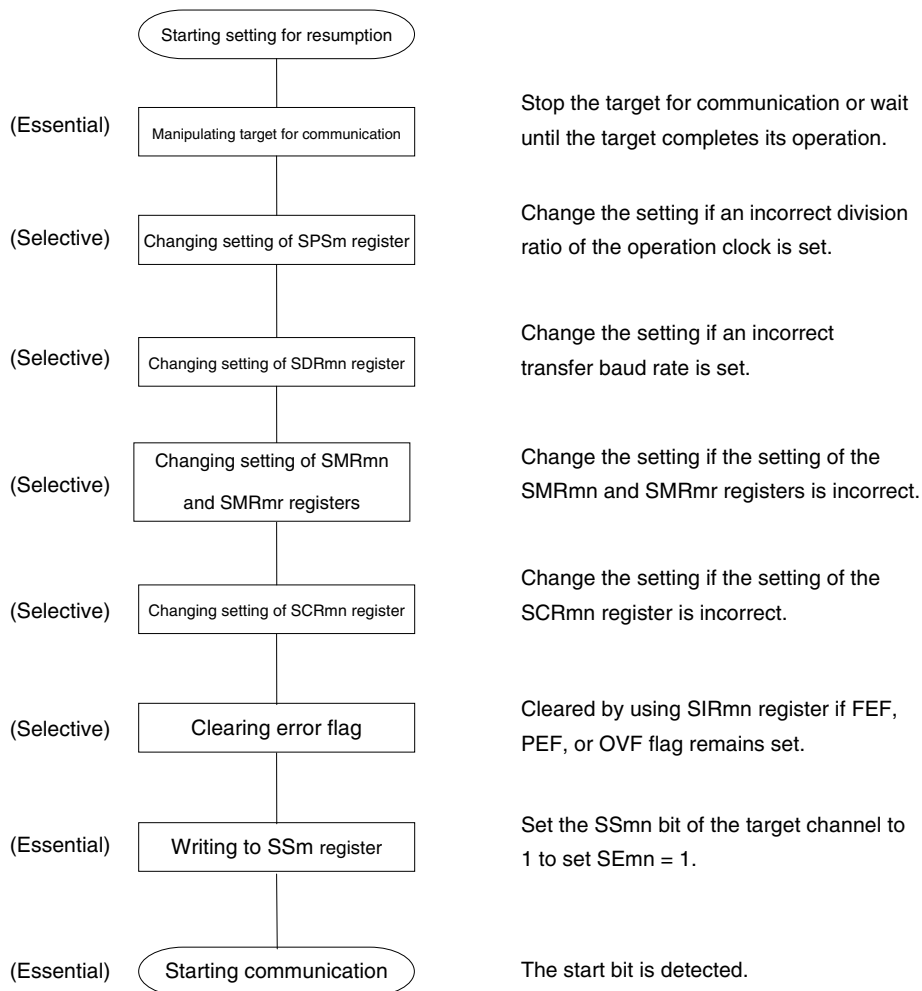 Starting setting for resumption
(Essential)
Manipulating target for communication
Stop the target for communication or wait
until the target completes its operation.
(Selective)
Changing setting of SPSm register
Change the setting if an incorrect division
ratio of the operation clock is set.
(Selective)
Changing setting of SDRmn register
Change the setting if an incorrect
transfer baud rate is set.
(Selective)
Changing setting of SMRmn
and SMRmr registers
Change the setting if the setting of the
SMRmn and SMRmr registers is incorrect.
(Selective)
Changing setting of SCRmn register
Change the setting if the setting of the
SCRmn register is incorrect.
(Selective)
Clearing error flag
Cleared by using SIRmn register if FEF,
PEF, or OVF flag remains set.
(Essential)
Writing to SSm register
Set the SSmn bit of the target channel to
1 to set SEmn = 1.
(Essential)
Starting communication
The start bit is detected.